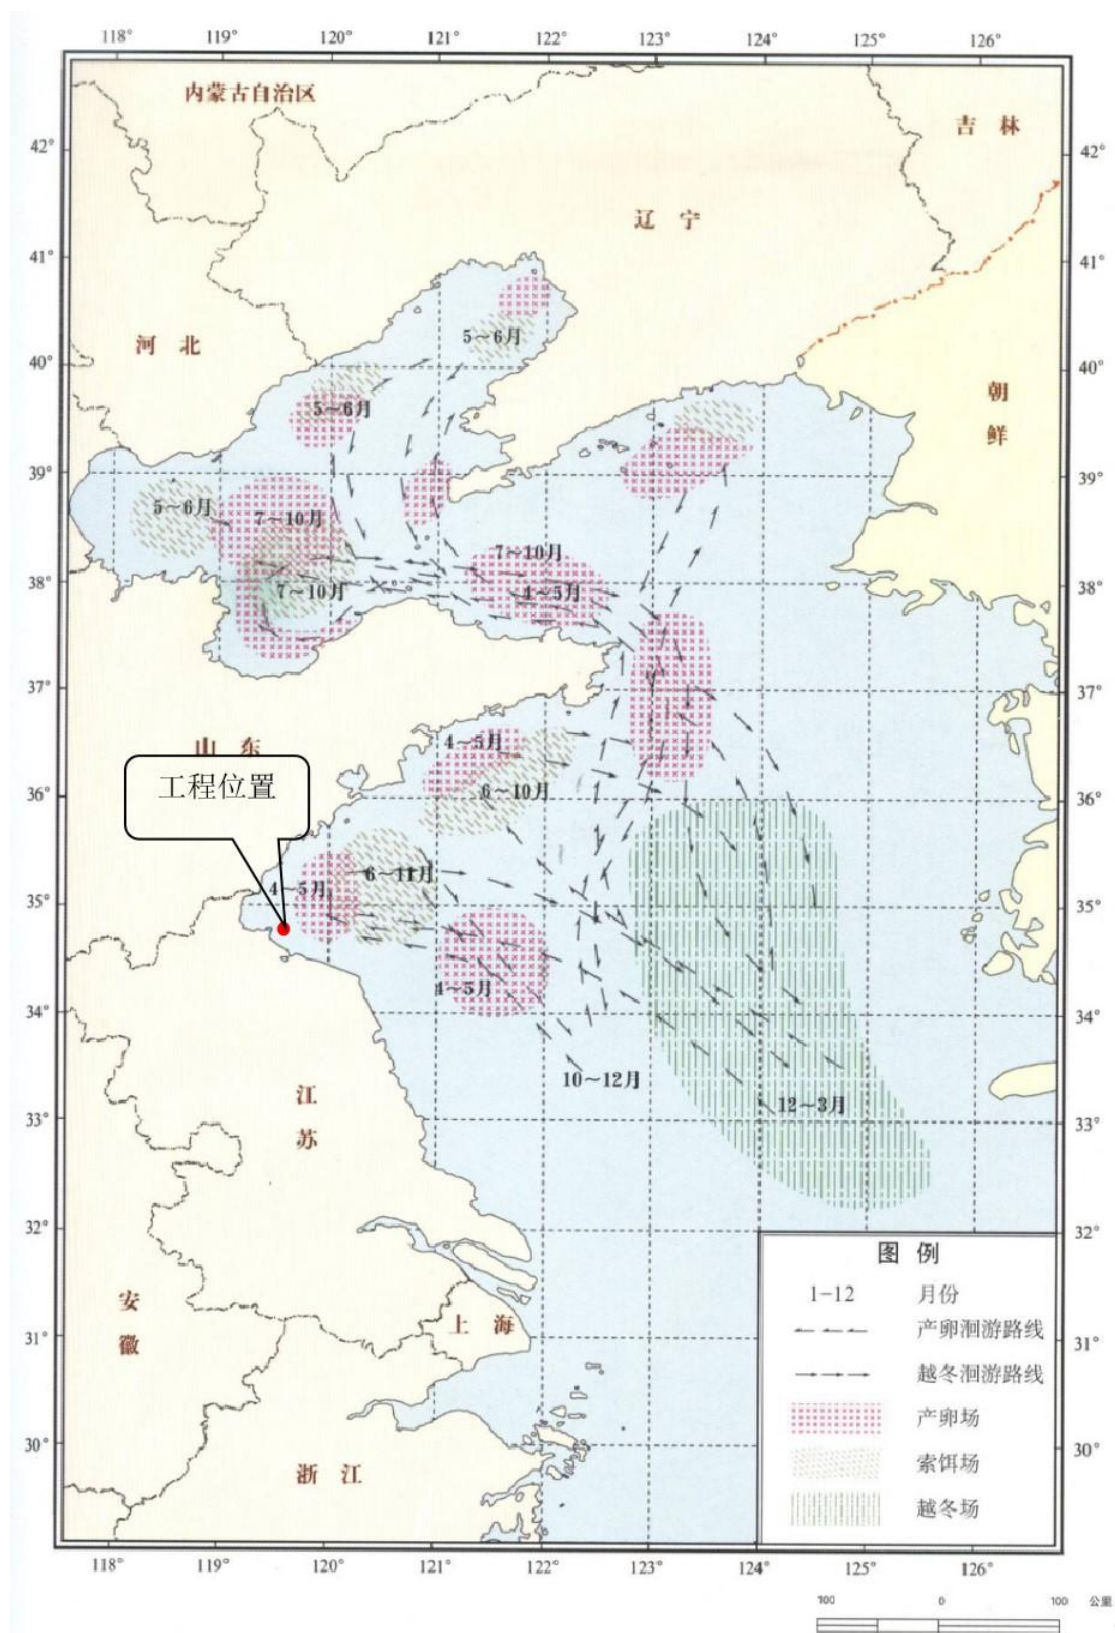 118° 119° 120° 121° 122° 123° 124° 125° 126°
内蒙古自治区
吉 林
42° 42°
辽 宁
41° 41°
河 北
5~6月
40° 40°
朝
鲜
5~6月
39° 39°
5~6月
7~10月
7~10月
38° 38°
7~10月
4~5月
37° 37°
山 东
4~5月
工程位置
6~10月
36° 36°
6~11月
4~5月
35° 35°
4~5月
34° 34°
10~12月
12~3月
江
苏
33° 33°
32° 32°
图 例
1-12 月份
安
徽
上 海
产卵洄游路线
31° 31°
越冬洄游路线
产卵场
30° 30°
索饵场
浙 江
越冬场
118° 119° 120° 121° 122° 123° 124° 125° 126°
100 0 100 公里